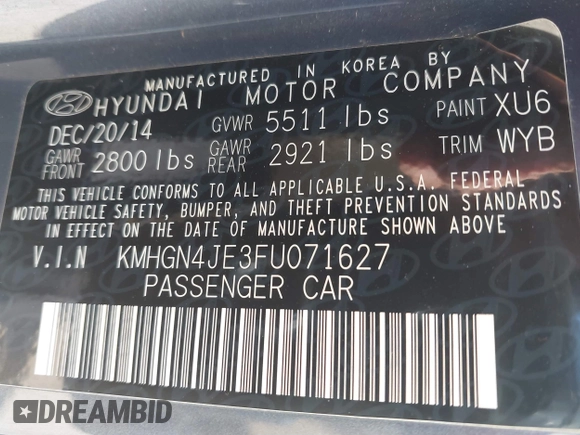 MANUFACTURED IN KOREA BY
HYUNDAI MOTOR COMPANY
DEC/20/14 GVWR 5511 lbs PAINT XU6
GAWR FRONT 2800 lbs GAWR REAR 2921 lbs TRIM WYB
THIS VEHICLE CONFORMS TO ALL APPLICABLE U.S.A. FEDERAL
MOTOR VEHICLE SAFETY, BUMPER, AND THEFT PREVENTION STANDARDS
IN EFFECT ON THE DATE OF MANUFACTURE SHOWN ABOVE
V.I.N KMHGN4JE3FU071627
PASSENGER CAR
DREAMBID